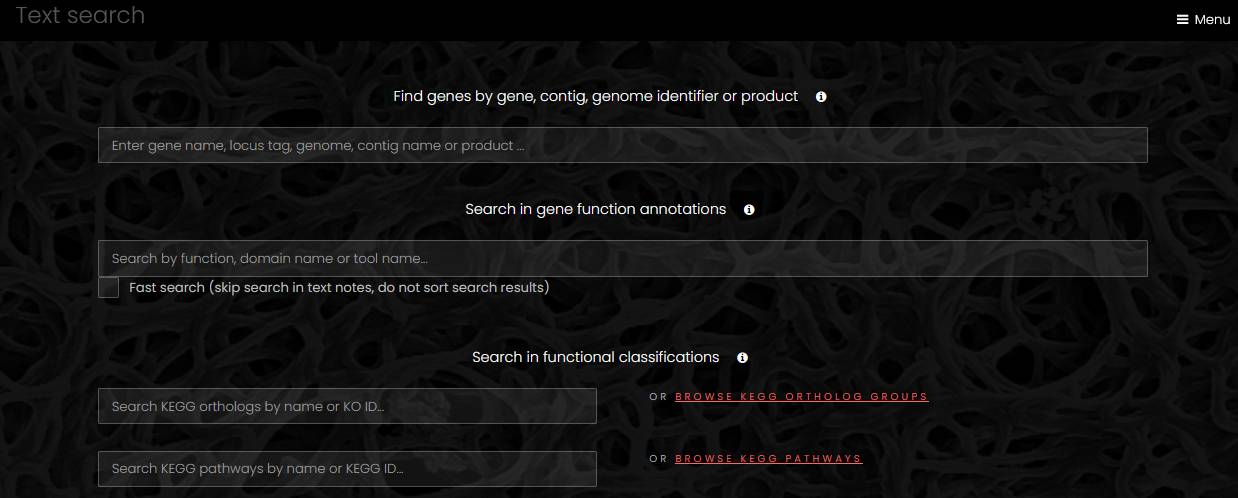 Text search
Menu
Find genes by gene, contig, genome identifier or product
Enter gene name, locus tag, genome, contig name or product ...
Search in gene function annotations
Search by function, domain name or tool name...
Fast search (skip search in text notes, do not sort search results)
Search in functional classifications
Search KEGG orthologs by name or KO ID...
OR BROWSE KEGG ORTHOLOG GROUPS
Search KEGG pathways by name or KEGG ID...
OR BROWSE KEGG PATHWAYS